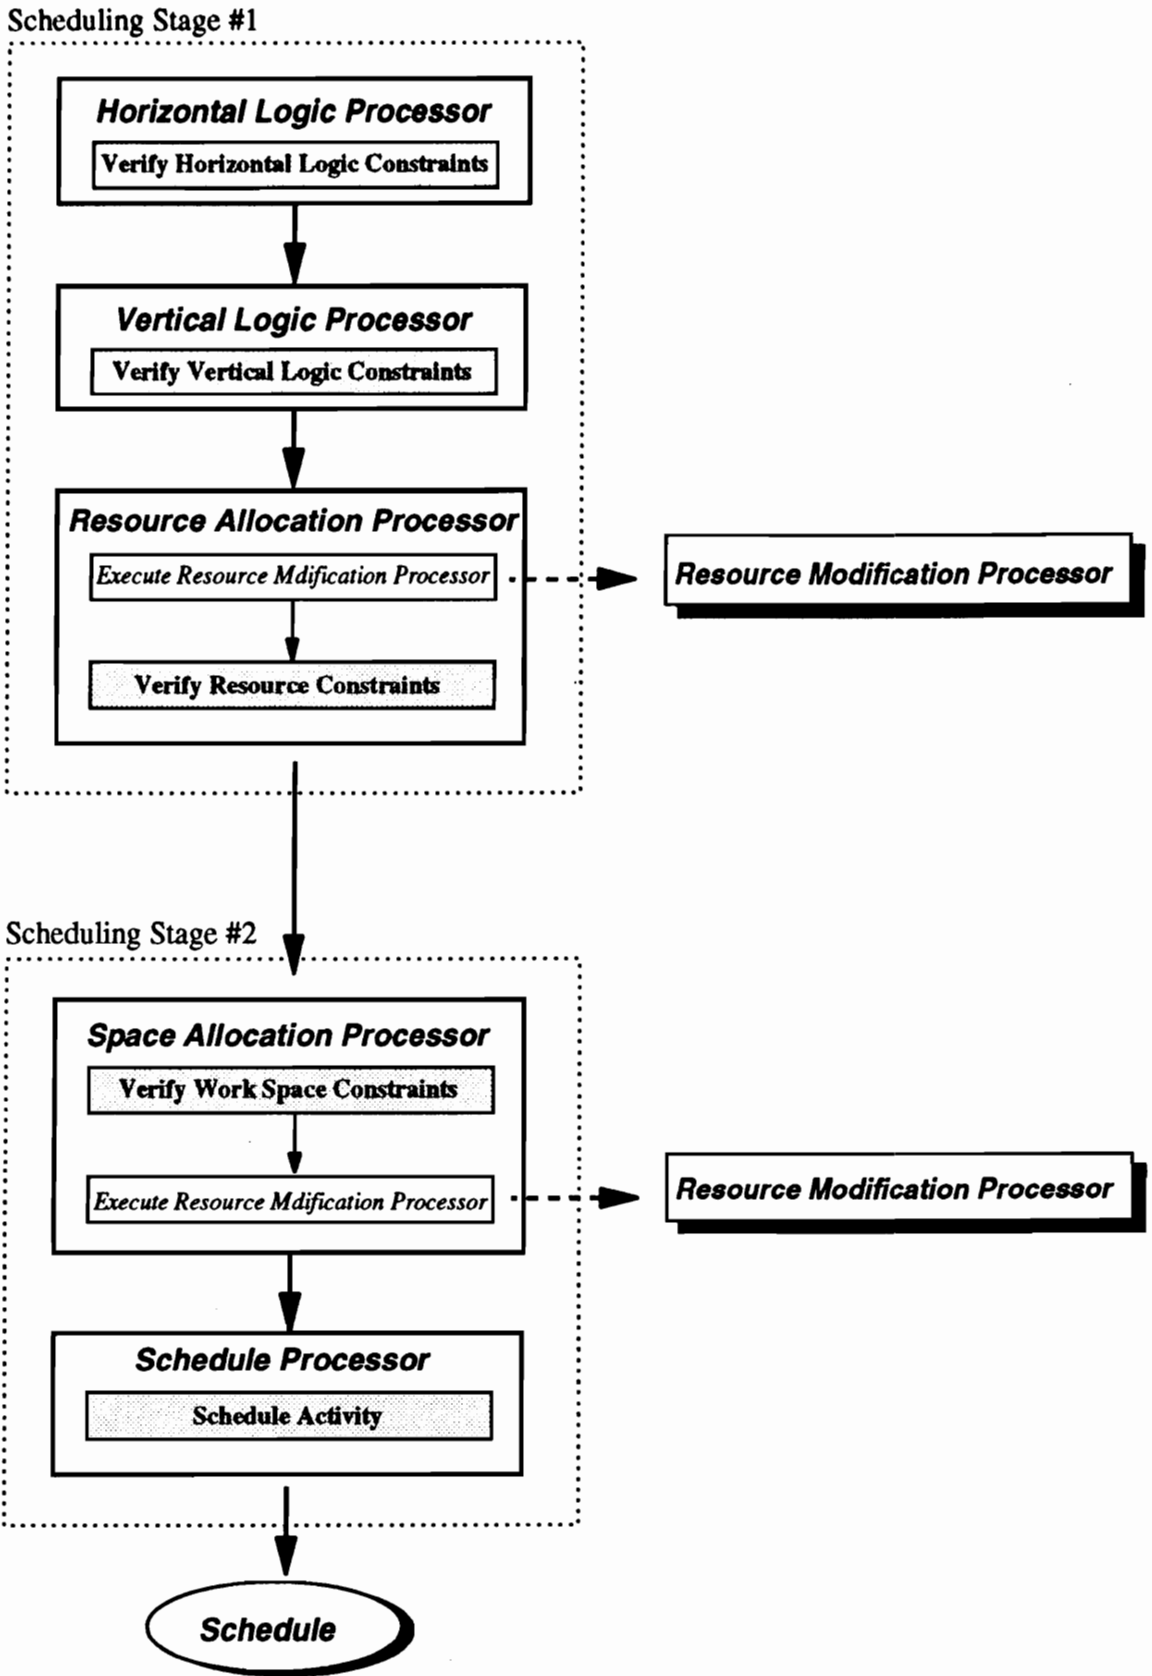 Scheduling Stage #1
Horizontal Logic Processor
Verify Horizontal Logic Constraints
Vertical Logic Processor
Verify Vertical Logic Constraints
Resource Allocation Processor
Execute Resource Mdification Processor
Resource Modification Processor
Verify Resource Constraints
Scheduling Stage #2
Space Allocation Processor
Verify Work Space Constraints
Execute Resource Mdification Processor
Resource Modification Processor
Schedule Processor
Schedule Activity
Schedule